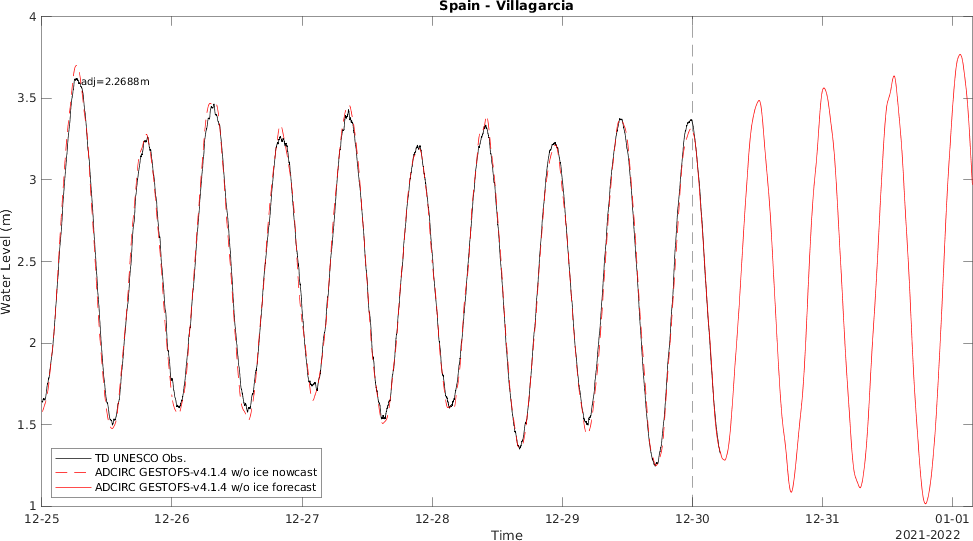 Spain - Villagarcia
4
3.5
3
2.5
2
1.5
1
Water Level (m)
adj=2.2688m
TD UNESCO Obs.
ADCIRC GESTOFS-v4.1.4 w/o ice nowcast
ADCIRC GESTOFS-v4.1.4 w/o ice forecast
12-25 12-26 12-27 12-28 12-29 12-30 12-31 01-01
Time
2021-2022